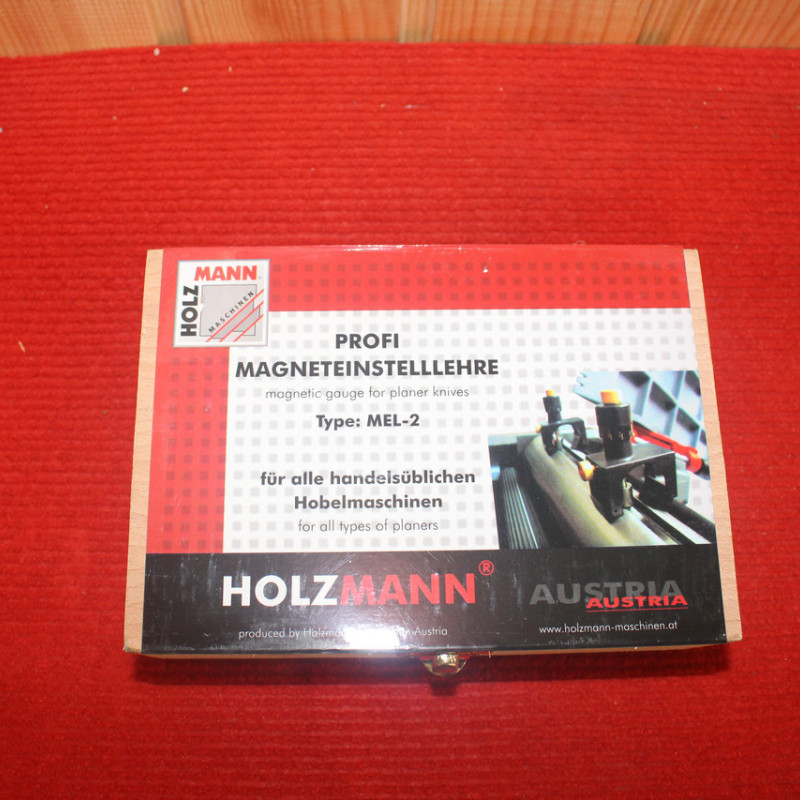 HOLZ
MANN
MASCHINEN
PROFI
MAGNETEINSTELLLEHRE
magnetic gauge for planer knives
Type: MEL-2
für alle handelsüblichen
Hobelmaschinen
for all types of planers
HOLZMANN®
AUSTRIA
AUSTRIA
produced by Austria
www.holzmann-maschinen.at